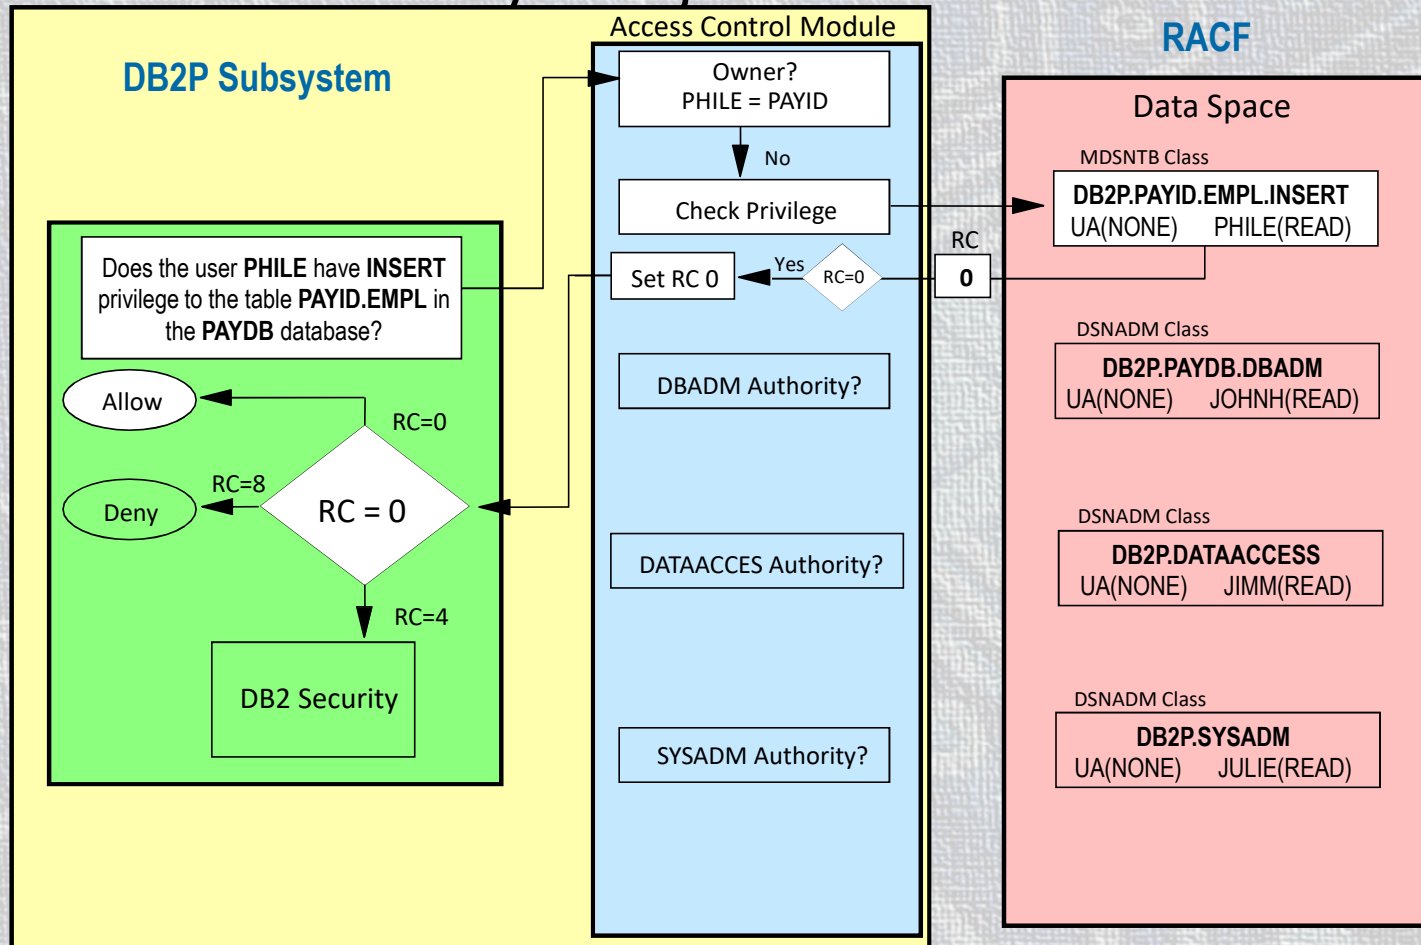 Access Control Module
RACF
DB2P Subsystem
Owner?
PHILE = PAYID
No
Check Privilege
Data Space
MDSNTB Class
DB2P.PAYID.EMPL.INSERT
UA(NONE) PHILE(READ)
RC
0
RC=0
Yes
Set RC 0
Does the user PHILE have INSERT
privilege to the table PAYID.EMPL in
the PAYDB database?
Allow
RC=0
RC=8
Deny
RC = 0
RC=4
DB2 Security
DBADM Authority?
DSNADM Class
DB2P.PAYDB.DBADM
UA(NONE) JOHNH(READ)
DATAACCES Authority?
DSNADM Class
DB2P.DATAACCESS
UA(NONE) JIMM(READ)
SYSADM Authority?
DSNADM Class
DB2P.SYSADM
UA(NONE) JULIE(READ)